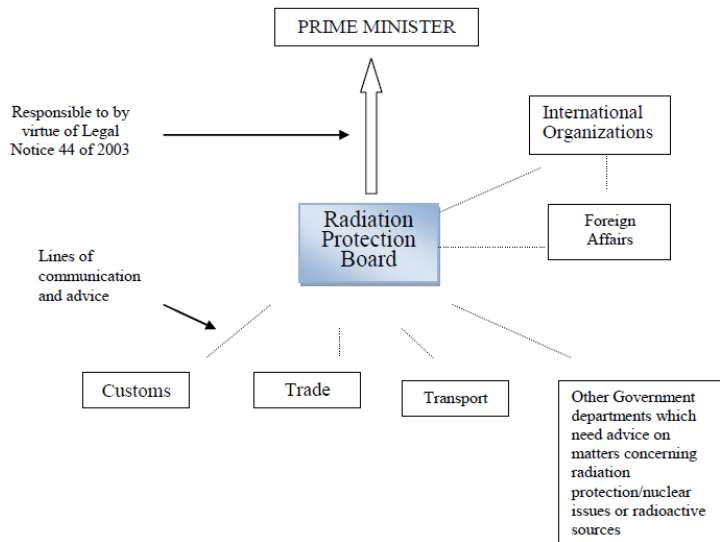 PRIME MINISTER
Responsible to by
virtue of Legal
Notice 44 of 2003
International
Organizations
Radiation
Protection
Board
Foreign
Affairs
Lines of
communication
and advice
Customs
Trade
Transport
Other Government
departments which
need advice on
matters concerning
radiation
protection/nuclear
issues or radioactive
sources